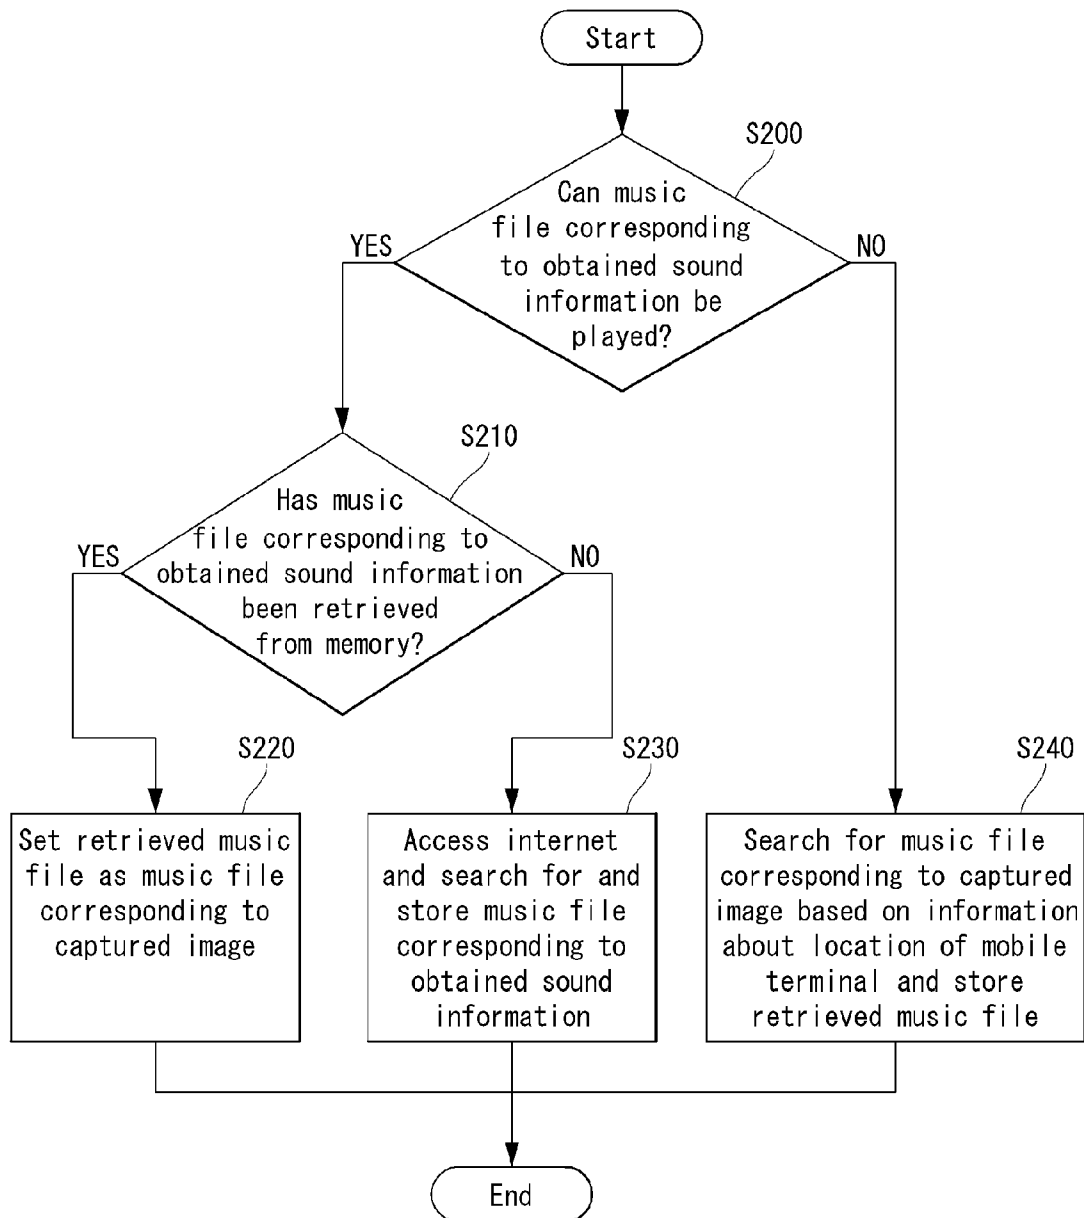 Start
S200
Can music
file corresponding
to obtained sound
information be
played?
YES
NO
S210
Has music
file corresponding to
obtained sound information
been retrieved
from memory?
YES
NO
S220
Set retrieved music
file as music file
corresponding to
captured image
S230
Access internet
and search for and
store music file
corresponding to
obtained sound
information
S240
Search for music file
corresponding to captured
image based on information
about location of mobile
terminal and store
retrieved music file
End